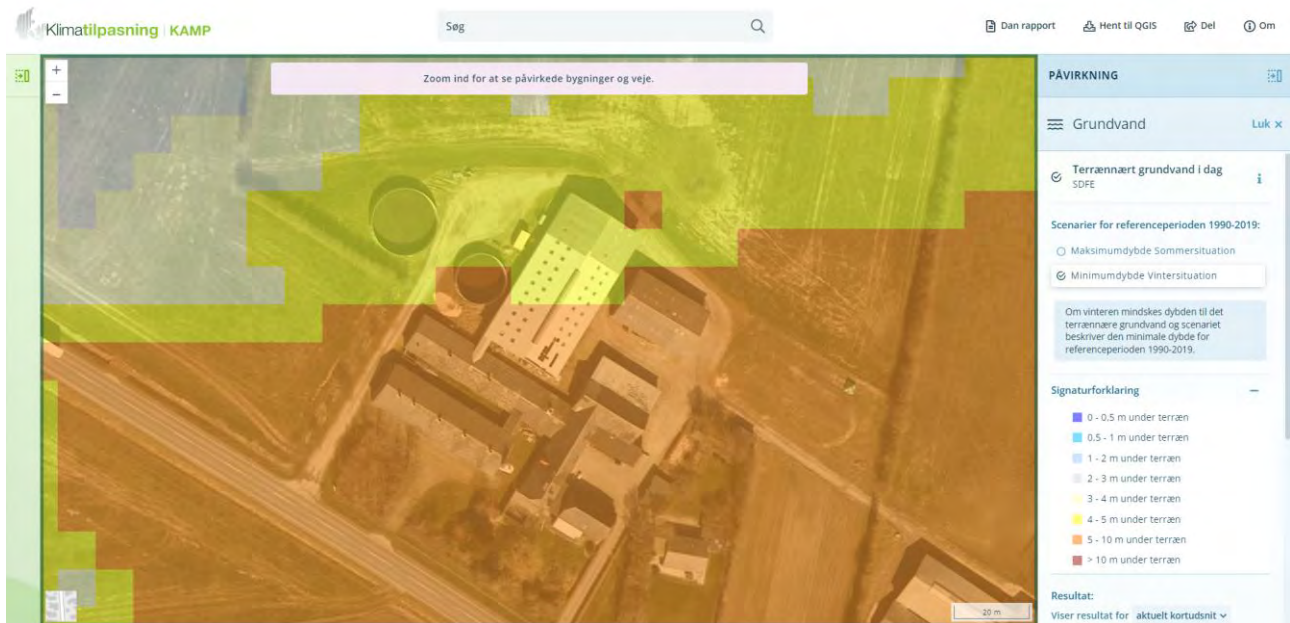 Klimatilpasning | KAMP
Søg
Dan rapport
Hent til QGIS
Del
Om
+
−
Zoom ind for at se påvirkede bygninger og veje.
20 m
PÅVIRKNING
Grundvand
Luk ×
Terrænnært grundvand i dag
SDFE
Scenarier for referenceperioden 1990-2019:
Maksimumdybde Sommersituation
Minimumdybde Vintersituation
Om vinteren mindskes dybden til det
terrænnære grundvand og scenariet
beskriver den minimale dybde for
referenceperioden 1990-2019.
Signaturforklaring
0 - 0.5 m under terræn
0.5 - 1 m under terræn
1 - 2 m under terræn
2 - 3 m under terræn
3 - 4 m under terræn
4 - 5 m under terræn
5 - 10 m under terræn
> 10 m under terræn
Resultat:
Viser resultat for aktuelt kortudsnit